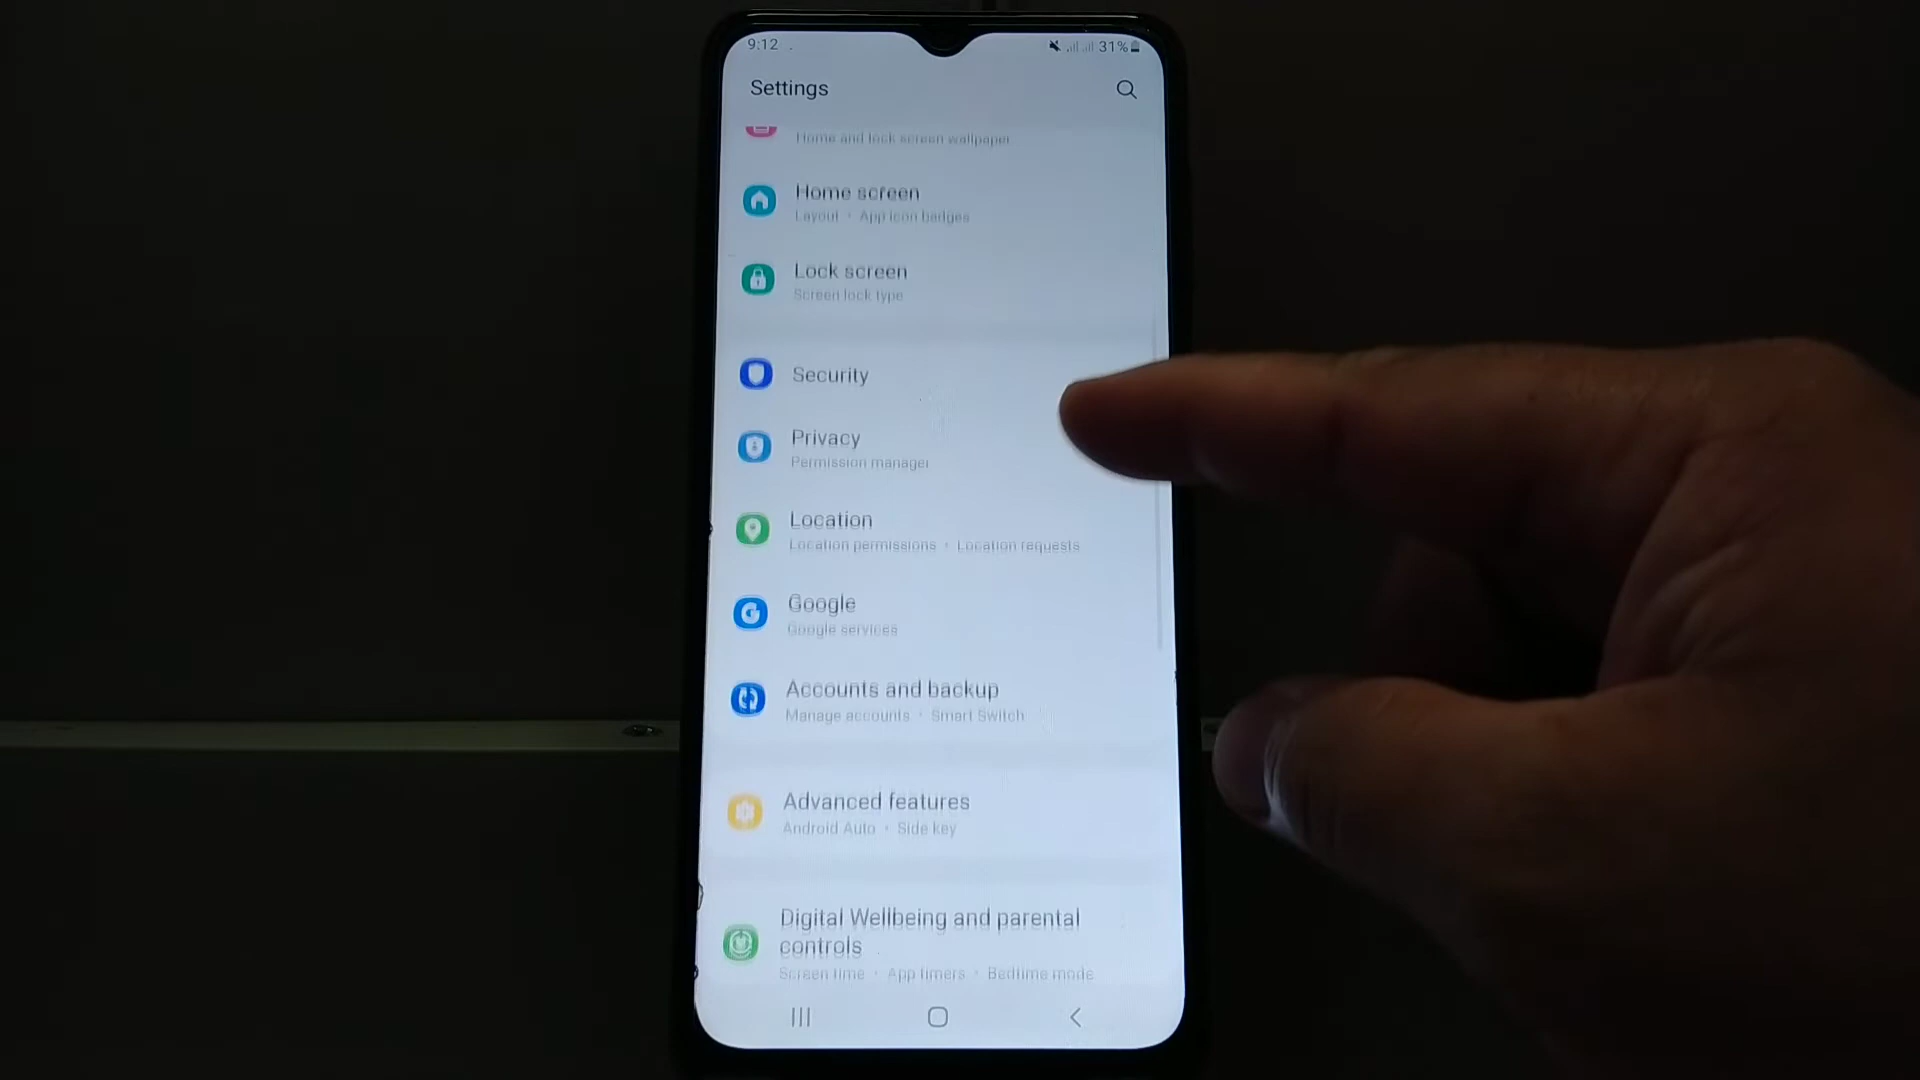 9:12
31%
Settings
Home and lock screen wallpaper
Home screen
Layout • App icon badges
Lock screen
Screen lock type
Security
Privacy
Permission manager
Location
Location permissions • Location requests
Google
Google services
Accounts and backup
Manage accounts • Smart Switch
Advanced features
Android Auto • Side key
Digital Wellbeing and parental
controls
Screen time • App timers • Bedtime mode